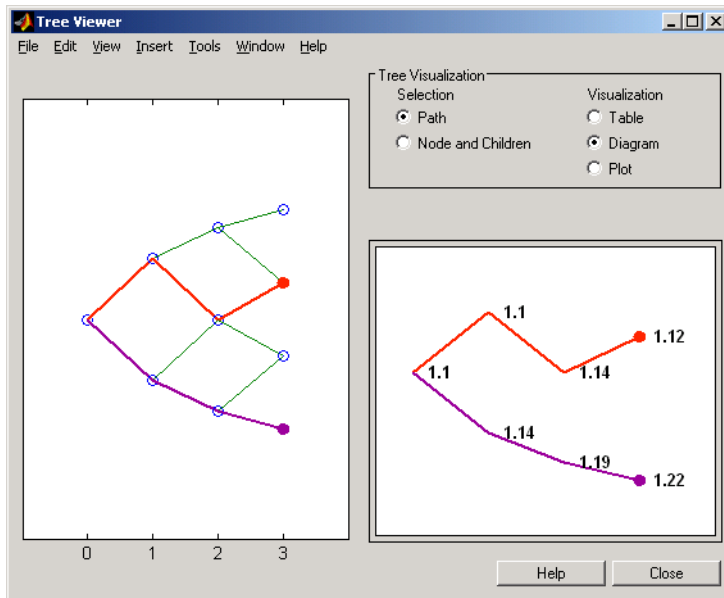 Tree Viewer
File Edit View Insert Tools Window Help
Tree Visualization
Selection
Path
Node and Children
Visualization
Table
Diagram
Plot
0 1 2 3
1.1
1.12
1.1
1.14
1.14
1.19
1.22
Help Close